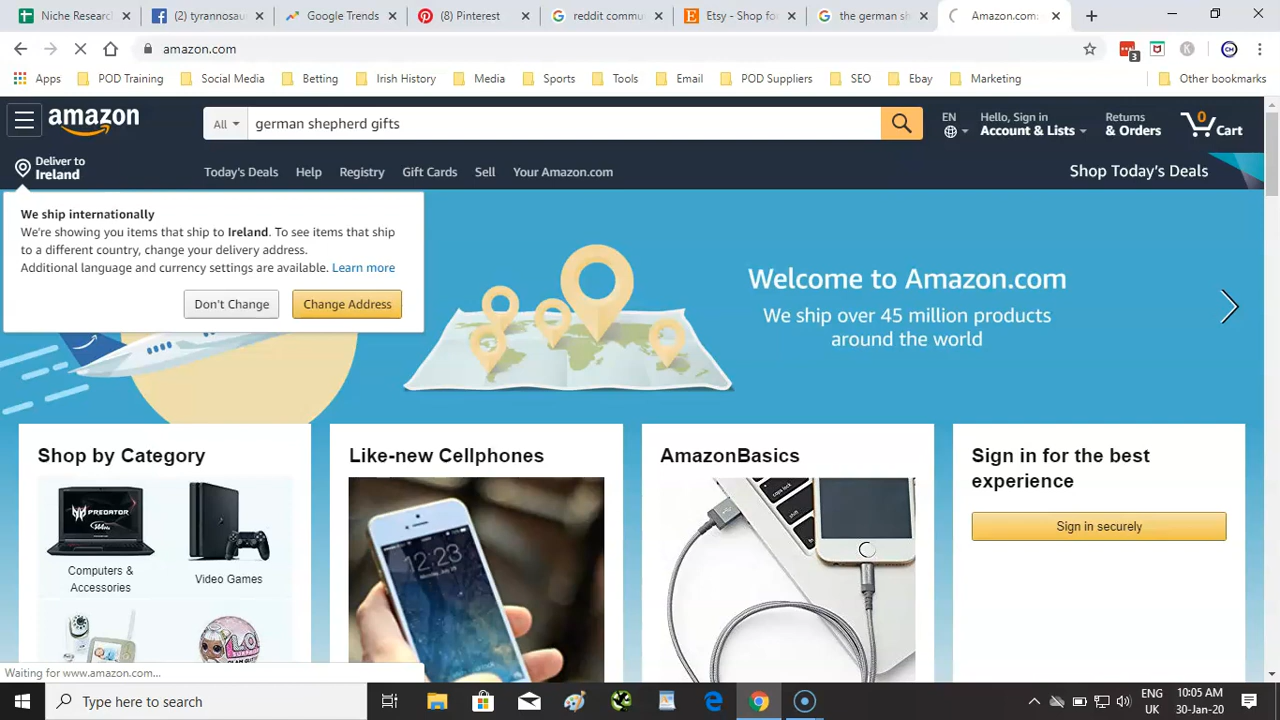 Niche Researc
(2) tyrannosau
Google Trends
(8) Pinterest
reddit commu
Etsy - Shop fo
the german sh
Amazon.com:
amazon.com
3
CH
Apps
POD Training
Social Media
Betting
Irish History
Media
Sports
Tools
Email
POD Suppliers
SEO
Ebay
Marketing
Other bookmarks
amazon
All
german shepherd gifts
EN
Hello, Sign in
Account & Lists
Returns
& Orders
0
Cart
Deliver to
Ireland
Today's Deals
Help
Registry
Gift Cards
Sell
Your Amazon.com
Shop Today's Deals
We ship internationally
We're showing you items that ship to Ireland. To see items that ship
to a different country, change your delivery address.
Additional language and currency settings are available. Learn more
Don't Change
Change Address
Welcome to Amazon.com
We ship over 45 million products
around the world
Shop by Category
PREDATOR
Computers &
Accessories
Video Games
Like-new Cellphones
12:23
AmazonBasics
Sign in for the best
experience
Sign in securely
Waiting for www.amazon.com...
Type here to search
ENG
UK
10:05 AM
30-Jan-20